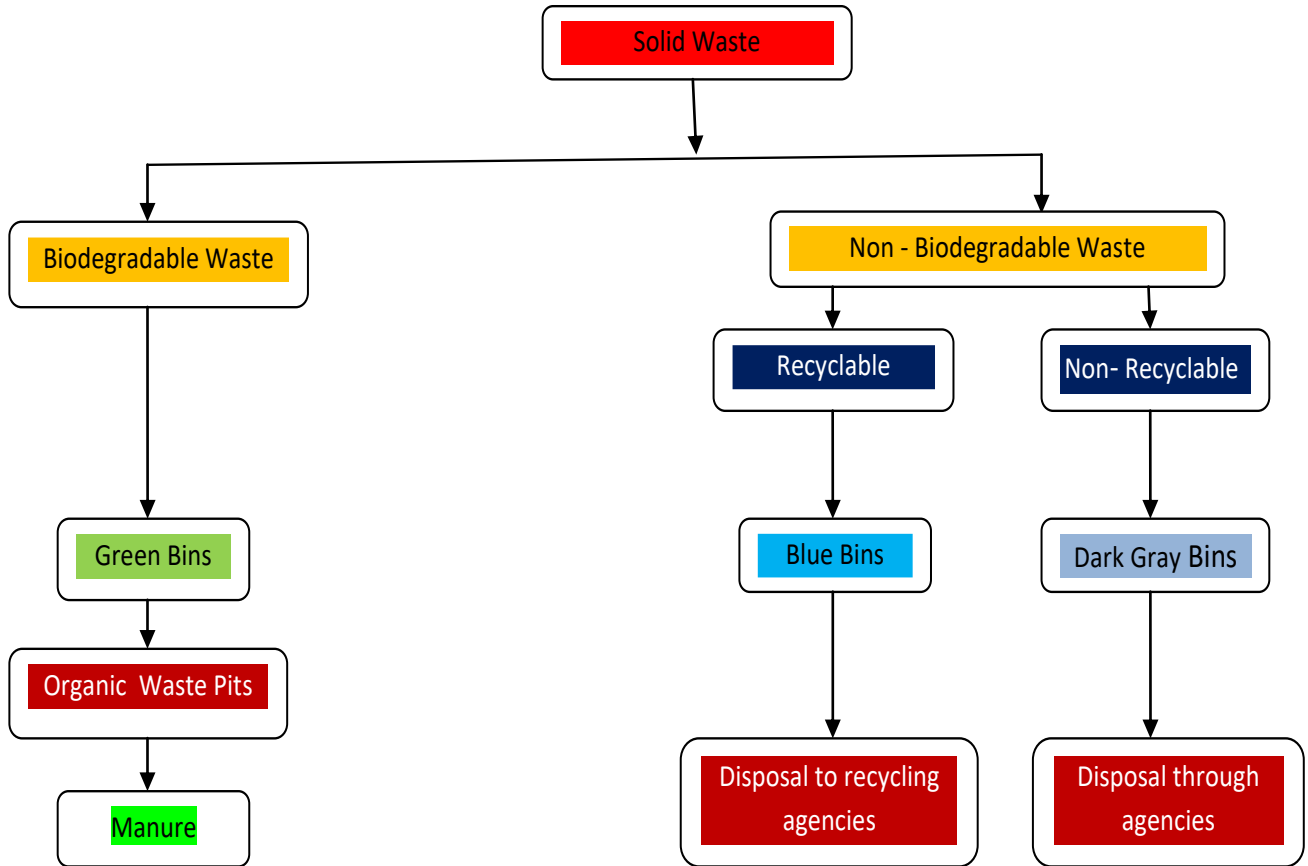 Solid Waste
Biodegradable Waste
Non - Biodegradable Waste
Recyclable
Non- Recyclable
Green Bins
Blue Bins
Dark Gray Bins
Organic Waste Pits
Disposal to recycling
agencies
Disposal through
agencies
Manure